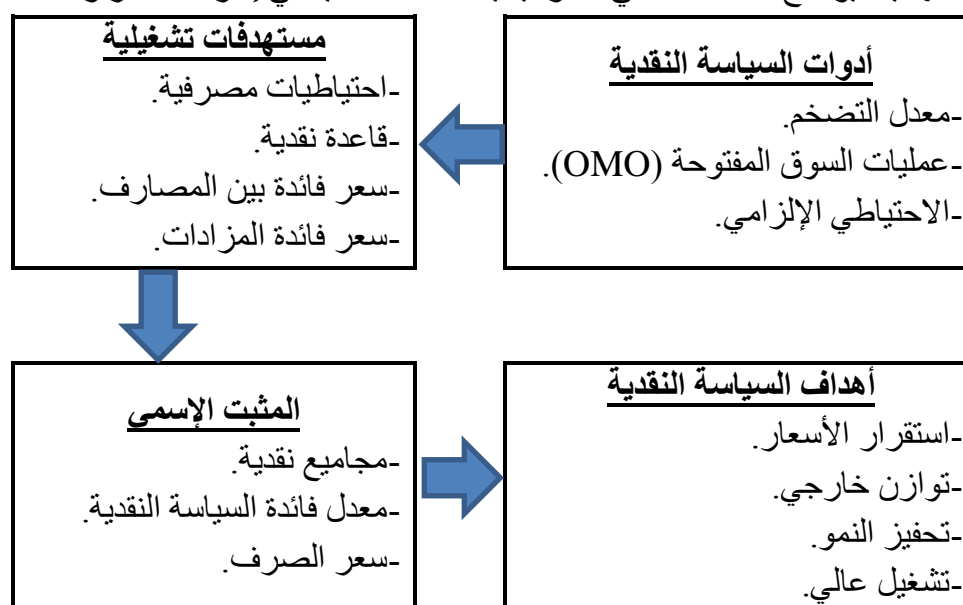 أدوات السياسة النقدية
-معدل التضخم.
-عمليات السوق المفتوحة (OMO).
-الاحتياطي الإلزامي.
مستهدفات تشغيلية
-احتياطيات مصرفية.
-قاعدة نقدية.
-سعر فائدة بين المصارف.
-سعر فائدة المزادات.
المثبت الإسمي
-مجاميع نقدية.
-معدل فائدة السياسة النقدية.
-سعر الصرف.
أهداف السياسة النقدية
-استقرار الأسعار.
-توازن خارجي.
-تحفيز النمو.
-تشغيل عالي.